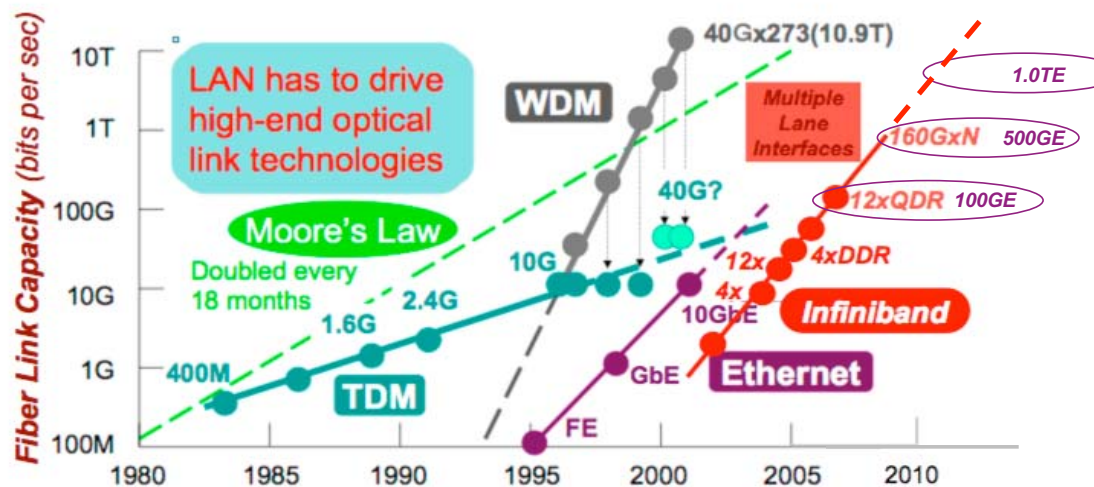 Fiber Link Capacity (bits per sec)
10T
1T
100G
10G
1G
100M
1980
1985
1990
1995
2000
2005
2010
LAN has to drive
high-end optical
link technologies
Moore's Law
Doubled every
18 months
400M
1.6G
2.4G
10G
TDM
WDM
40Gx273(10.9T)
40G?
Multiple
Lane
Interfaces
FE
GbE
10GbE
Ethernet
4x
12x
4xDDR
Infiniband
12xQDR
100GE
160GxN
500GE
1.0TE